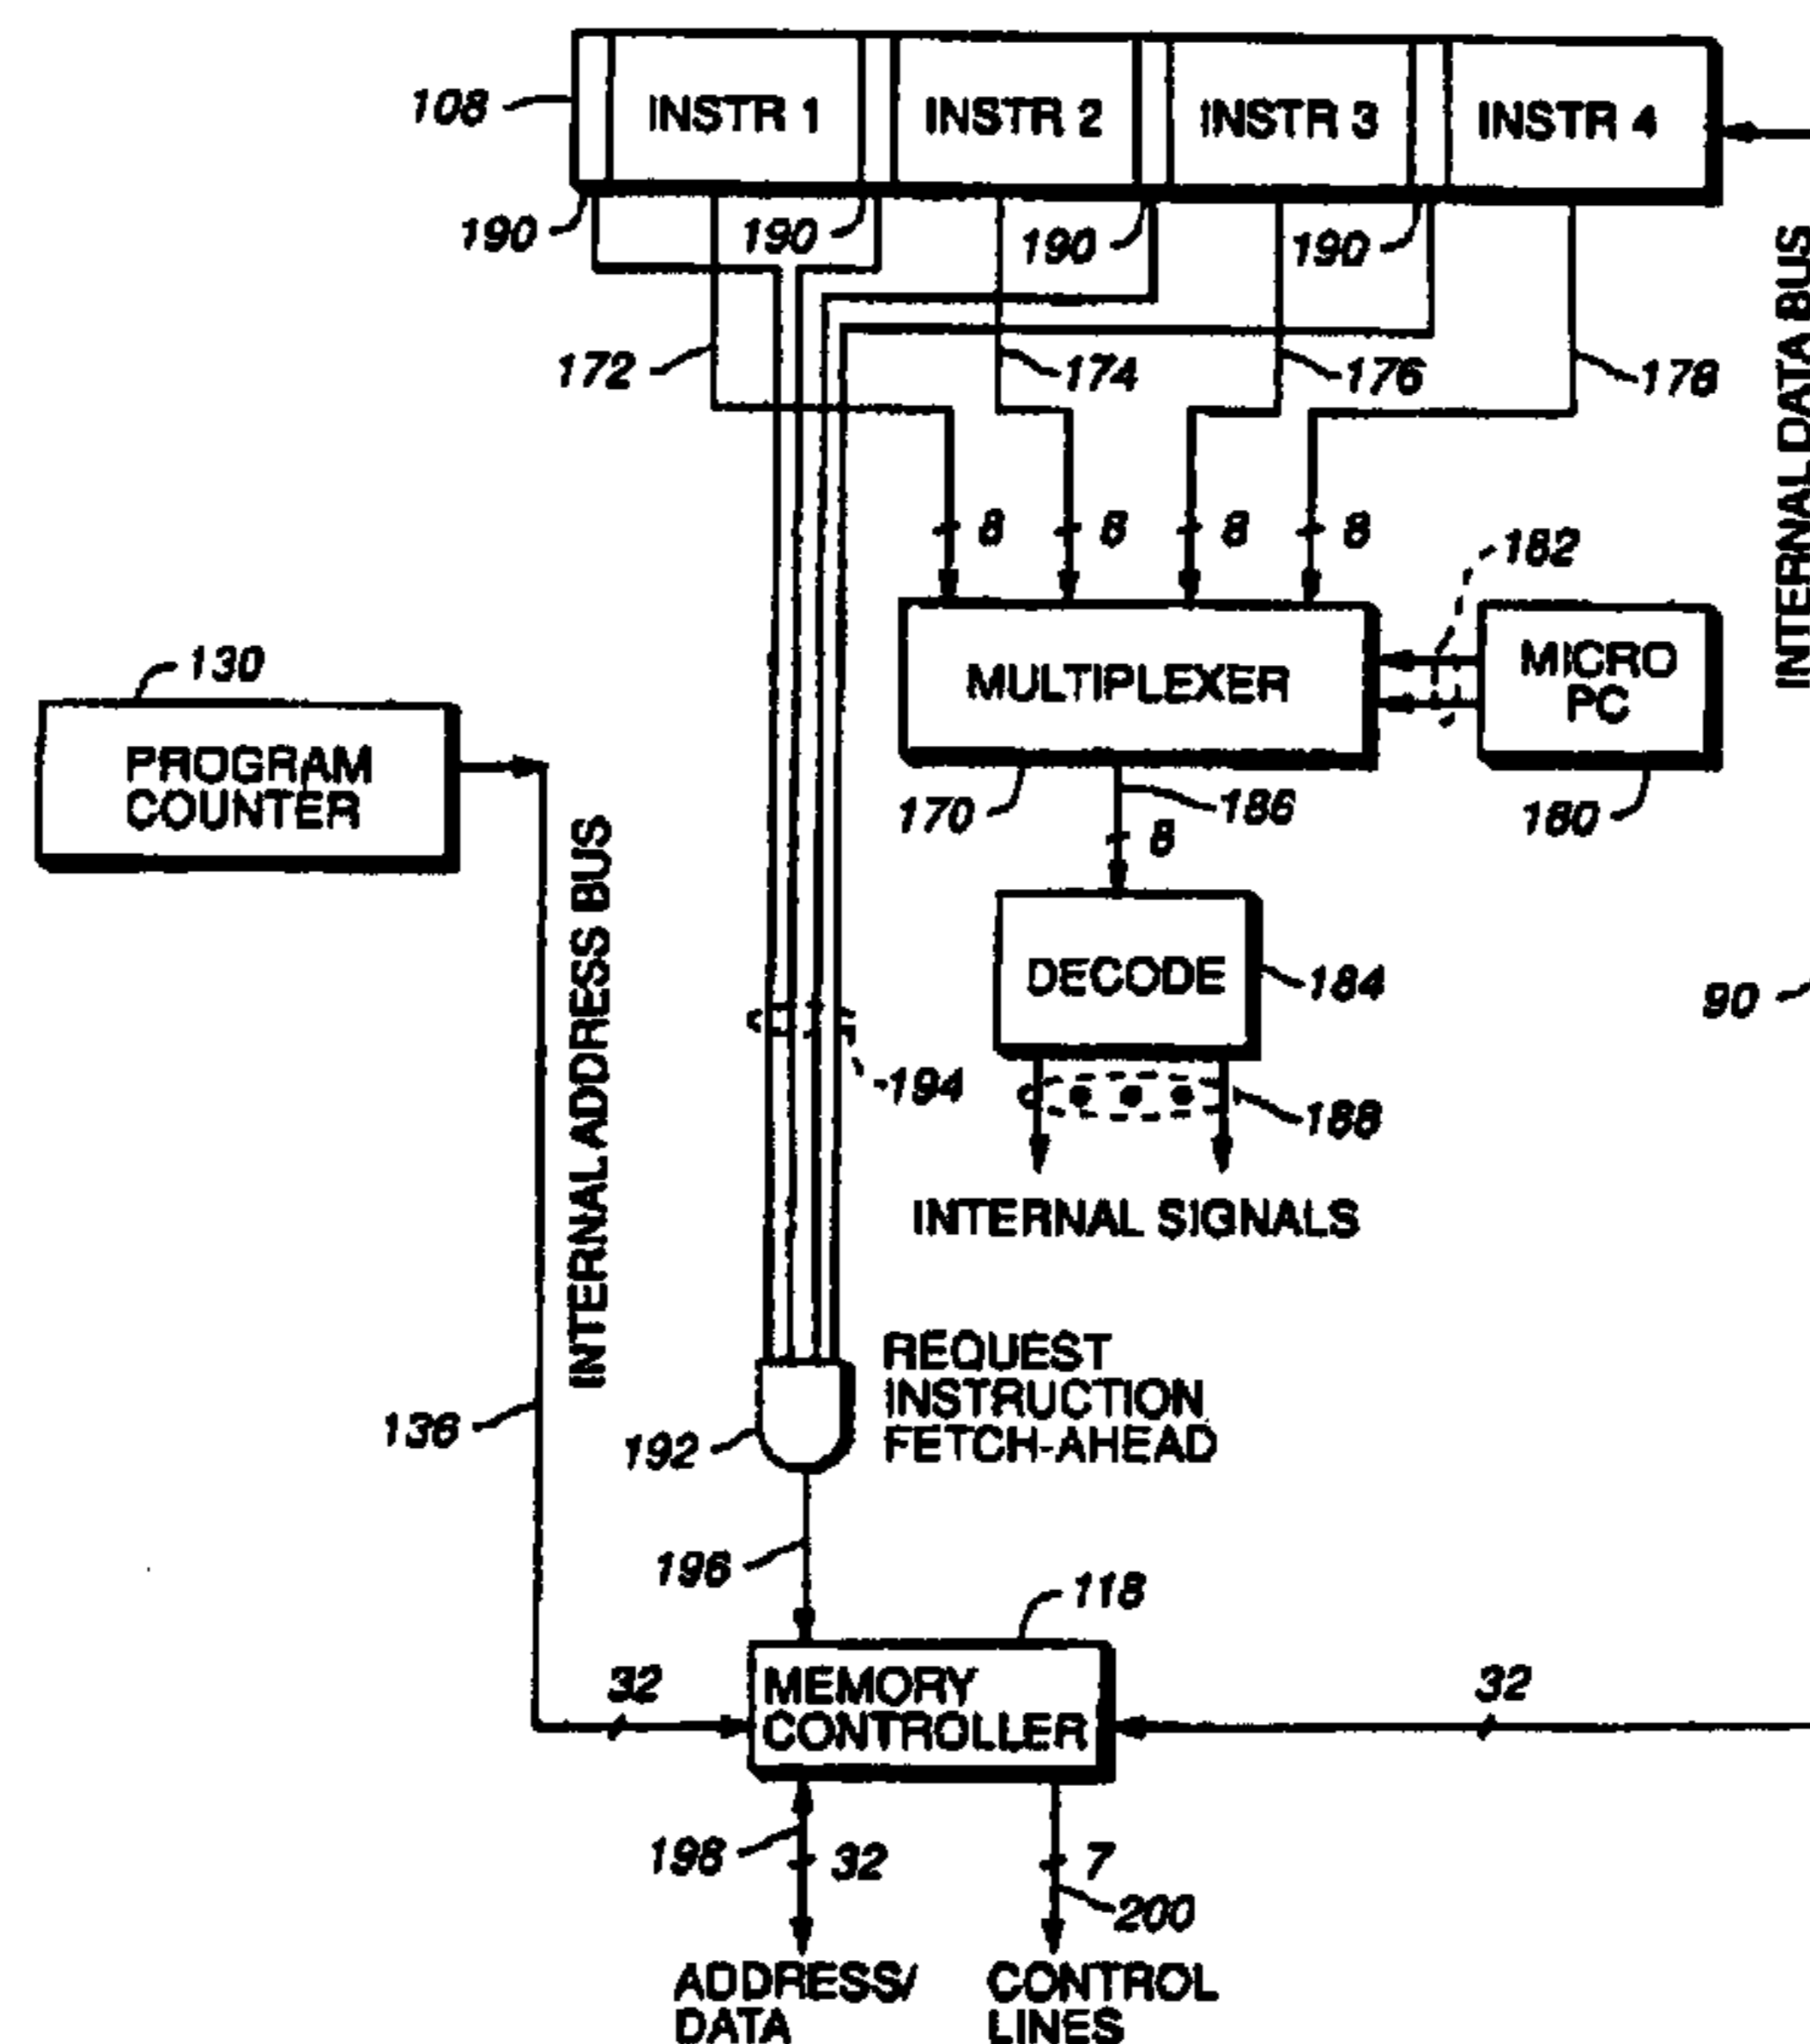 108
INSTR 1
INSTR 2
INSTR 3
INSTR 4
190
190
190
190
172
174
176
178
INTERNAL DATA BUS
8
8
8
8
182
130
PROGRAM
COUNTER
MULTIPLEXER
MICRO
PC
170
186
180
8
INTERNAL ADDRESS BUS
DECODE
184
90
194
188
INTERNAL SIGNALS
REQUEST
INSTRUCTION
FETCH-AHEAD
136
192
196
118
32
MEMORY
CONTROLLER
32
198
32
7
200
ADDRESS/
DATA
CONTROL
LINES